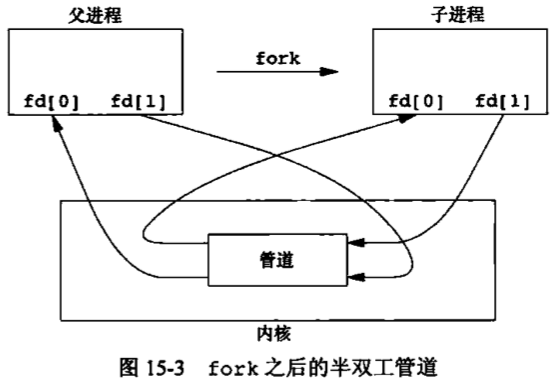 父进程
子进程
fork
fd[0] fd[1]
fd[0] fd[1]
管道
内核
图 15-3 fork 之后的半双工管道